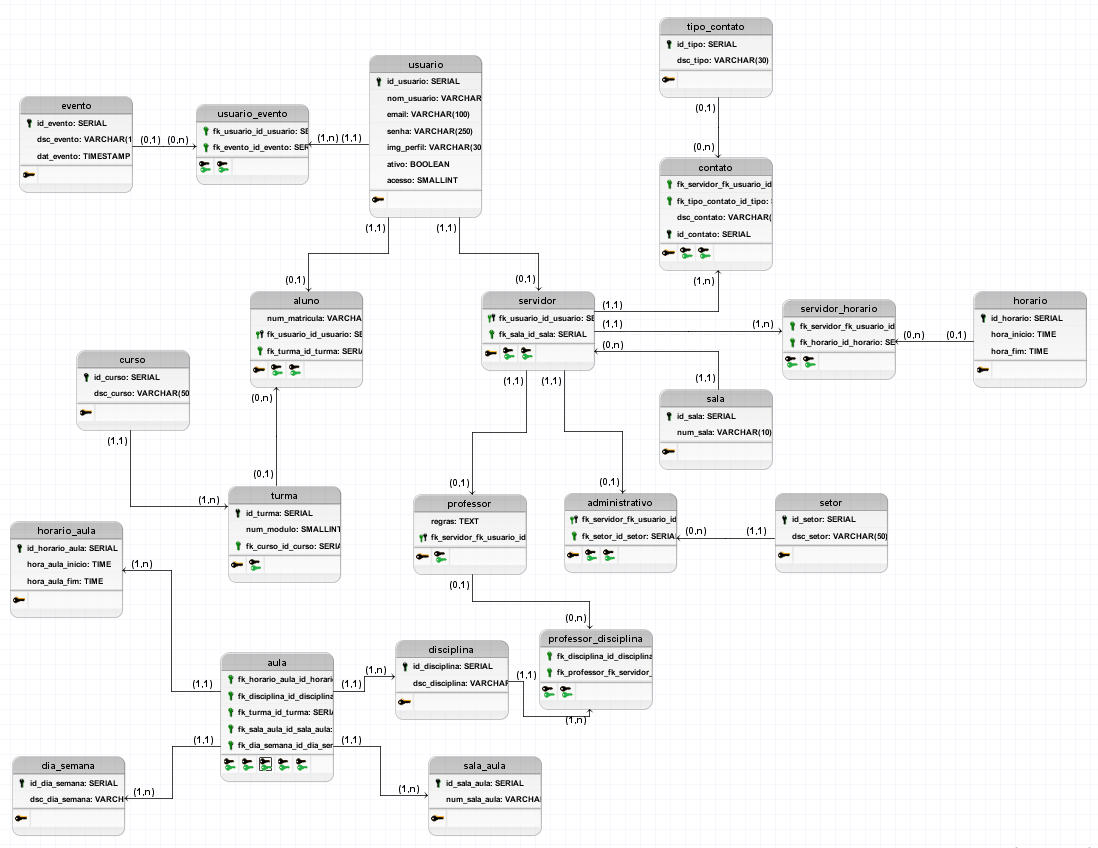 tipo_contato
id_tipo: SERIAL
dsc_tipo: VARCHAR(30)
(0,1)
(0,n)
usuario
id_usuario: SERIAL
nom_usuario: VARCHAR
email: VARCHAR(100)
senha: VARCHAR(250)
img_perfil: VARCHAR(30
ativo: BOOLEAN
acesso: SMALLINT
evento
id_evento: SERIAL
dsc_evento: VARCHAR(1
dat_evento: TIMESTAMP
(0,1) (0,n)
usuario_evento
fk_usuario_id_usuario: SE
fk_evento_id_evento: SER
(1,n) (1,1)
contato
fk_servidor_fk_usuario_id
fk_tipo_contato_id_tipo:
dsc_contato: VARCHAR(
id_contato: SERIAL
(1,n)
(1,1)
(0,1)
(1,1)
(0,1)
aluno
num_matricula: VARCHA
fk_usuario_id_usuario: SE
fk_turma_id_turma: SERIA
(0,n)
(0,1)
servidor
fk_usuario_id_usuario: SE
fk_sala_id_sala: SERIAL
(1,1)
(1,1)
(1,n)
(0,n)
(1,1)
servidor_horario
fk_servidor_fk_usuario_id
fk_horario_id_horario: SE
(0,n) (0,1)
horario
id_horario: SERIAL
hora_inicio: TIME
hora_fim: TIME
curso
id_curso: SERIAL
dsc_curso: VARCHAR(50
(1,1)
(1,n)
sala
id_sala: SERIAL
num_sala: VARCHAR(10)
(1,1) (1,1)
(0,1) (0,1)
turma
id_turma: SERIAL
num_modulo: SMALLINT
fk_curso_id_curso: SERIA
professor
regras: TEXT
fk_servidor_fk_usuario_id
(0,1)
(0,n)
administrativo
fk_servidor_fk_usuario_id
fk_setor_id_setor: SERIA
(0,n) (1,1)
setor
id_setor: SERIAL
dsc_setor: VARCHAR(50)
horario_aula
id_horario_aula: SERIAL
hora_aula_inicio: TIME
hora_aula_fim: TIME
(1,n)
(1,1)
aula
fk_horario_aula_id_horari
fk_disciplina_id_disciplina
fk_turma_id_turma: SERIA
fk_sala_aula_id_sala_aula:
fk_dia_semana_id_dia_ser
(1,1)
(1,n)
disciplina
id_disciplina: SERIAL
dsc_disciplina: VARCHAR
(1,1)
(1,n)
professor_disciplina
fk_disciplina_id_disciplina
fk_professor_fk_servidor_
(1,1)
(1,n)
dia_semana
id_dia_semana: SERIAL
dsc_dia_semana: VARCH
(1,1)
(1,n)
sala_aula
id_sala_aula: SERIAL
num_sala_aula: VARCHA